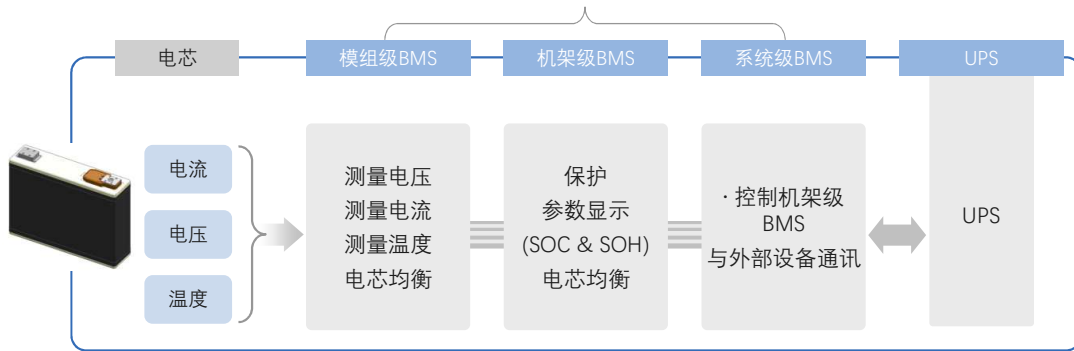 电芯
模组级BMS
机架级BMS
系统级BMS
UPS
电流
电压
温度
测量电压
测量电流
测量温度
电芯均衡
保护
参数显示
(SOC & SOH)
电芯均衡
·控制机架级
BMS
与外部设备通讯
UPS